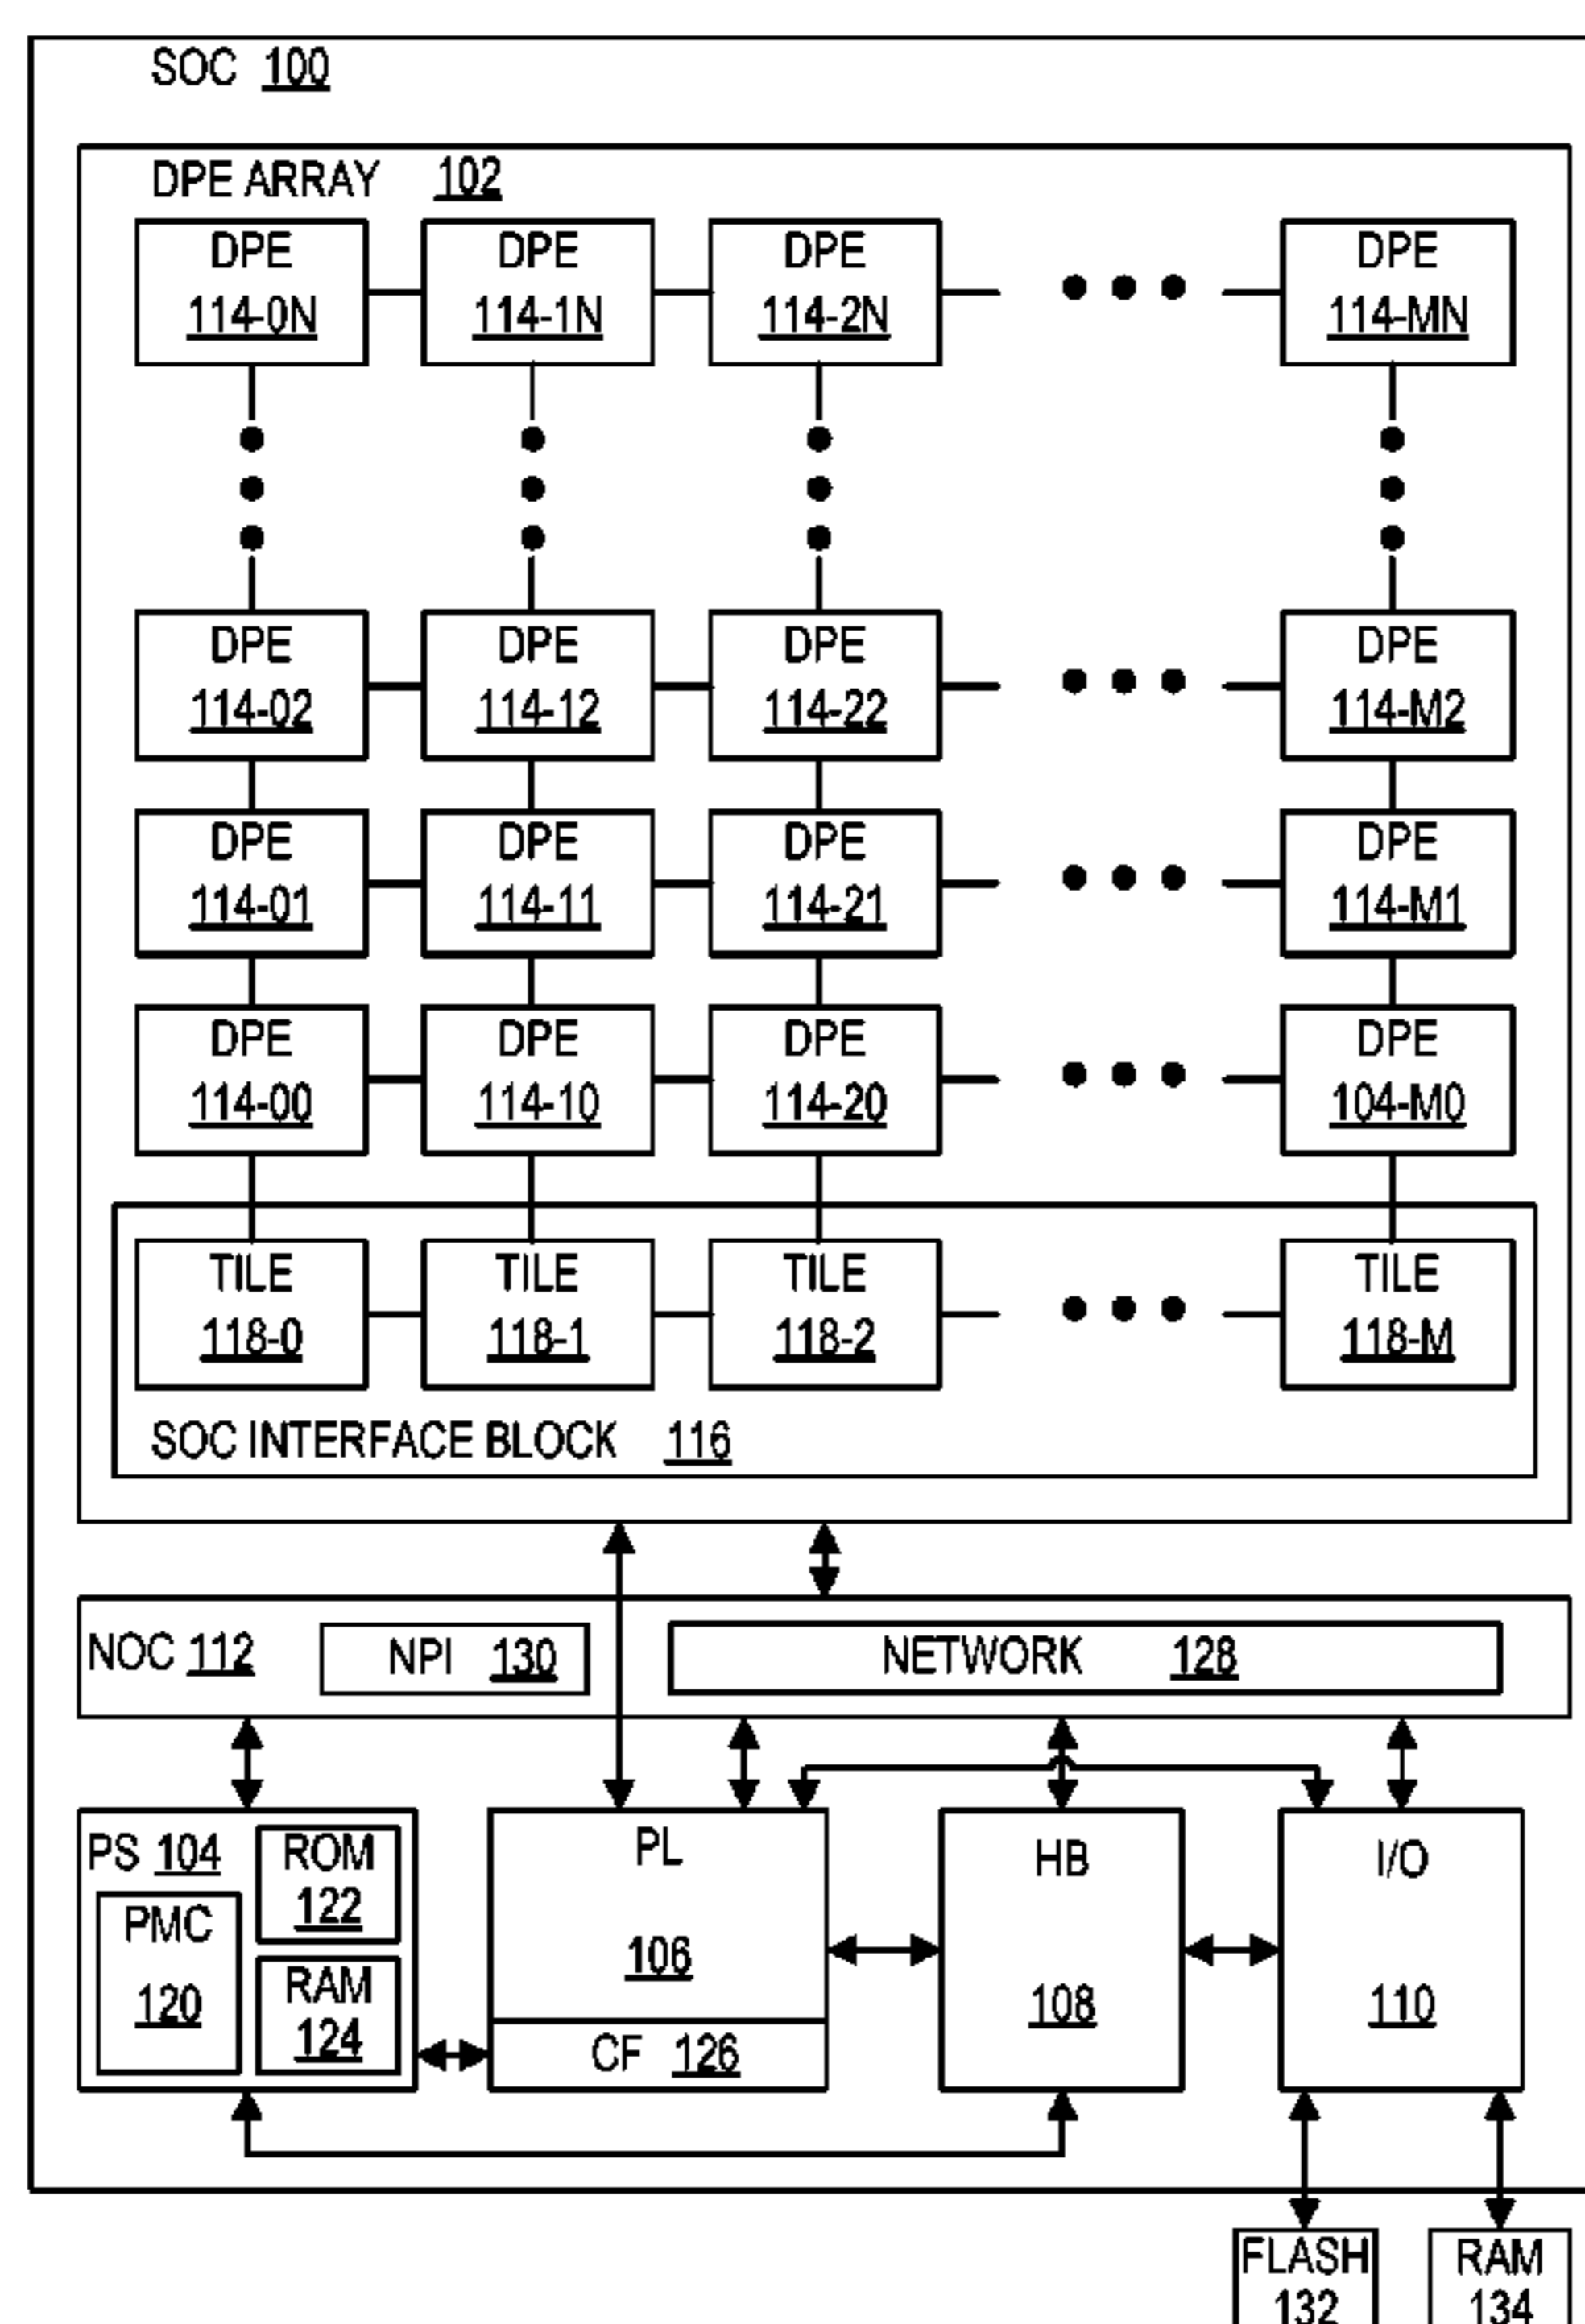 SOC 100
DPE ARRAY 102
DPE DPE DPE DPE
114-0N 114-1N 114-2N 114-MN
DPE DPE DPE DPE
114-02 114-12 114-22 114-M2
DPE DPE DPE DPE
114-01 114-11 114-21 114-M1
DPE DPE DPE DPE
114-00 114-10 114-20 104-M0
TILE TILE TILE TILE
118-0 118-1 118-2 118-M
SOC INTERFACE BLOCK 116
NOC 112 NPI 130 NETWORK 128
PS 104 ROM PL HB I/O
122
PMC
106
RAM
120 108 110
124
CF 126
FLASH RAM
132 134